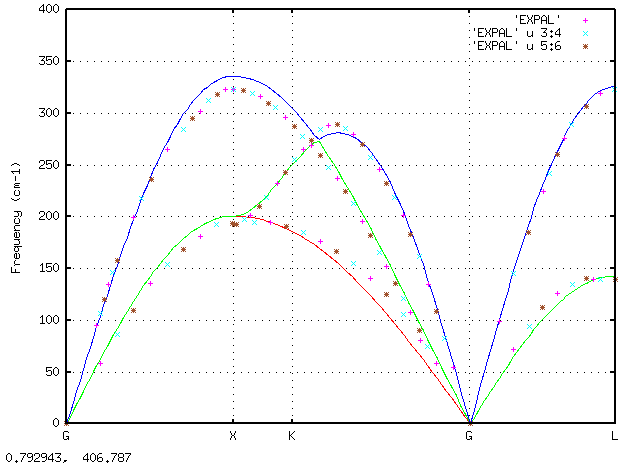 400
350
300
250
200
150
100
50
0
Frequency (cm-1)
'EXPAL'
'EXPAL' u 3:4
'EXPAL' u 5:6
G X K G L
0.792943, 406.787